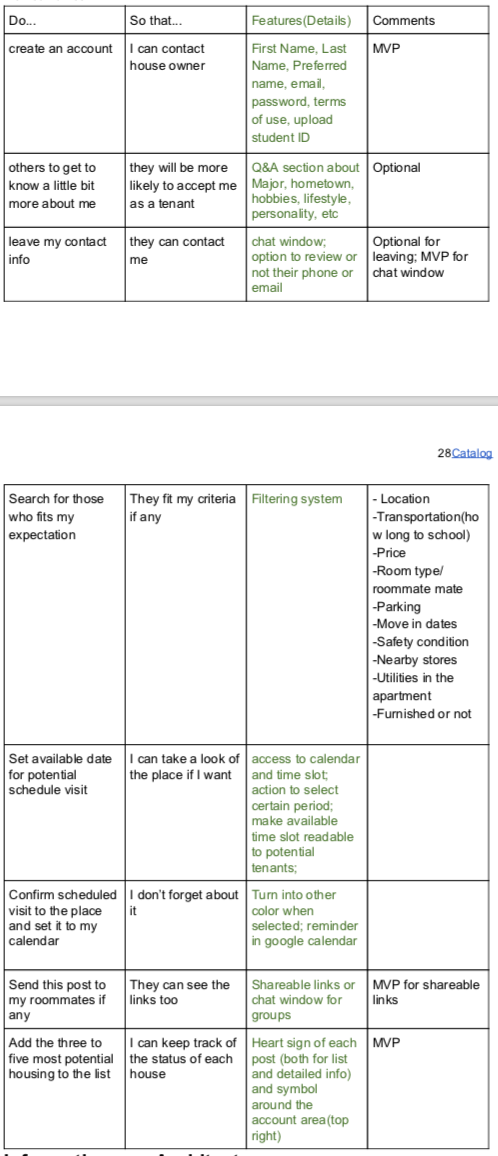 Do...
So that...
Features(Details)
Comments
create an account
I can contact
house owner
First Name, Last
Name, Preferred
name, email,
password, terms
of use, upload
student ID
MVP
others to get to
know a little bit
more about me
they will be more
likely to accept me
as a tenant
Q&A section about
Major, hometown,
hobbies, lifestyle,
personality, etc
Optional
leave my contact
info
they can contact
me
chat window;
option to review or
not their phone or
email
Optional for
leaving; MVP for
chat window
28Catalog
Search for those
who fits my
expectation
They fit my criteria
if any
Filtering system
- Location
-Transportation(ho
w long to school)
-Price
-Room type/
roommate mate
-Parking
-Move in dates
-Safety condition
-Nearby stores
-Utilities in the
apartment
-Furnished or not
Set available date
for potential
schedule visit
I can take a look of
the place if I want
access to calendar
and time slot;
action to select
certain period;
make available
time slot readable
to potential
tenants;
Confirm scheduled
visit to the place
and set it to my
calendar
I don't forget about
it
Turn into other
color when
selected; reminder
in google calendar
Send this post to
my roommates if
any
They can see the
links too
Shareable links or
chat window for
groups
MVP for shareable
links
Add the three to
five most potential
housing to the list
I can keep track of
the status of each
house
Heart sign of each
post (both for list
and detailed info)
and symbol
around the
account area(top
right)
MVP